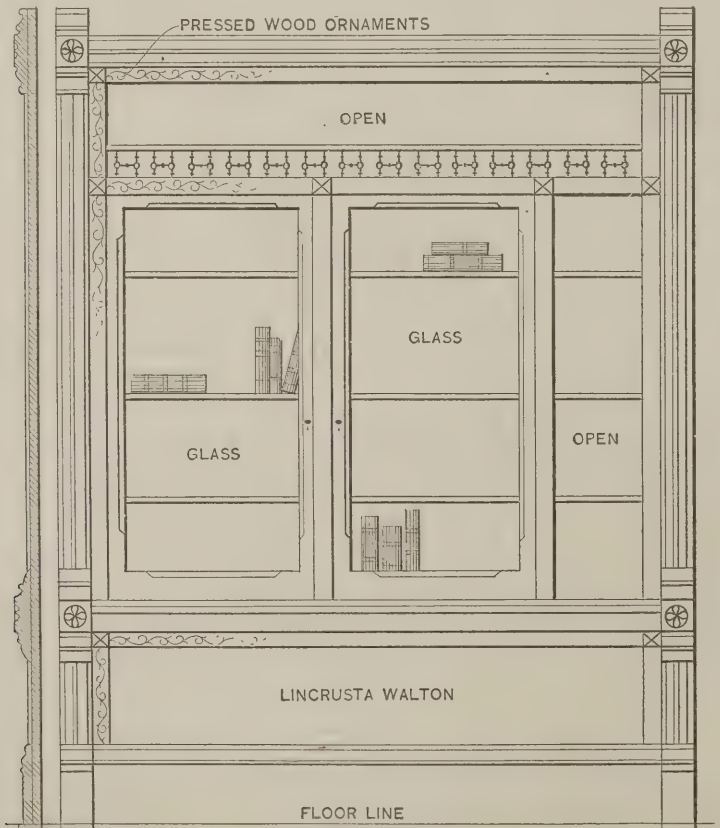 PRESSED WOOD ORNAMENTS
OPEN
GLASS
GLASS
OPEN
LINCRUSTA WALTON
FLOOR LINE